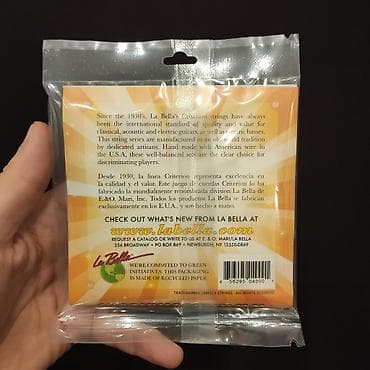 Since the 1930's, La Bella's Criterion strings have always
been the international standard of quality and value for
classical, acoustic and electric guitars, as well as electric basses.
This string series are manufactured in an old world tradition
by dedicated artisans. Hand made with American wire in
the U.S.A, these well-balanced sets are the clear choice for
discriminating players.
Desde 1930, la linea Criterion representa excelencia en
la calidad y el valor. Este juego de cuerdas Criterion lo ha
fabricado la mundialmente renombrada división La Bella de
E.&O. Mari, Inc. Todos los productos La Bella se fabrican
exclusivamente en los E.U.A., y son hecho a mano.
CHECK OUT WHAT'S NEW FROM LA BELLA AT
www.labella.com
REQUEST A CATALOG OR WRITE TO US AT E. & O. MARI/LA BELLA
256 BROADWAY • PO BOX 869 • NEWBURGH, NY 12550-0869
La Bella
WE'RE COMMITED TO GREEN
INITIATIVES. THIS PACKAGING
IS MADE OF RECYCLED PAPER.